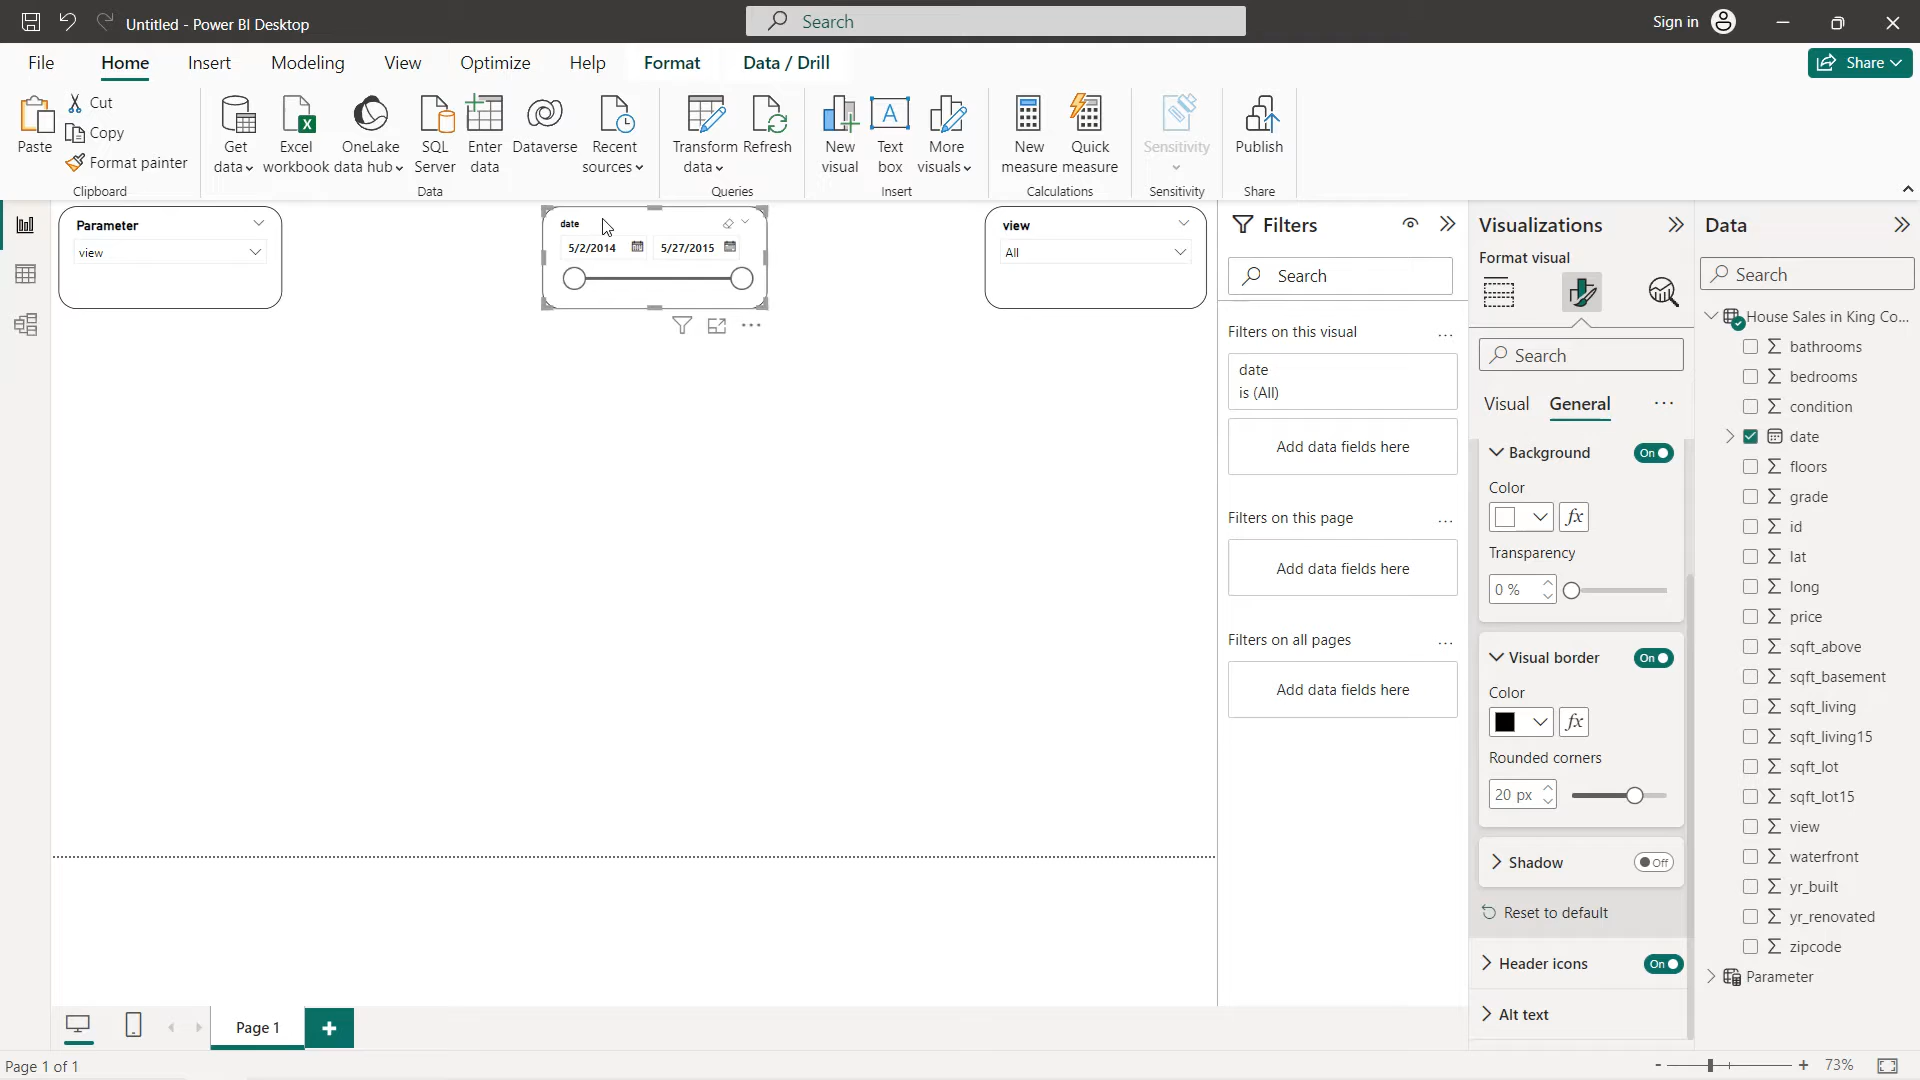 Untitled - Power BI Desktop
Search
Sign in
File
Home
Insert
Modeling
View
Optimize
Help
Format
Data / Drill
Share
Paste
Cut
Copy
Format painter
Clipboard
Get data
Excel workbook
OneLake data hub
SQL Server
Enter data
Dataverse
Recent sources
Data
Transform data
Refresh
Queries
New visual
Text box
More visuals
Insert
New measure
Quick measure
Calculations
Sensitivity
Sensitivity
Publish
Share
Parameter
view
date
5/2/2014
5/27/2015
view
All
Filters
Search
Filters on this visual
...
date
is (All)
Add data fields here
Filters on this page
...
Add data fields here
Filters on all pages
...
Add data fields here
Visualizations
Format visual
Search
Visual
General
...
Background
On
Color
fx
Transparency
0 %
Visual border
On
Color
fx
Rounded corners
20 px
Shadow
Off
Reset to default
Header icons
On
Alt text
Data
Search
House Sales in King Co...
bathrooms
bedrooms
condition
date
floors
grade
id
lat
long
price
sqft_above
sqft_basement
sqft_living
sqft_living15
sqft_lot
sqft_lot15
view
waterfront
yr_built
yr_renovated
zipcode
Parameter
Page 1
Page 1 of 1
-
+
73%